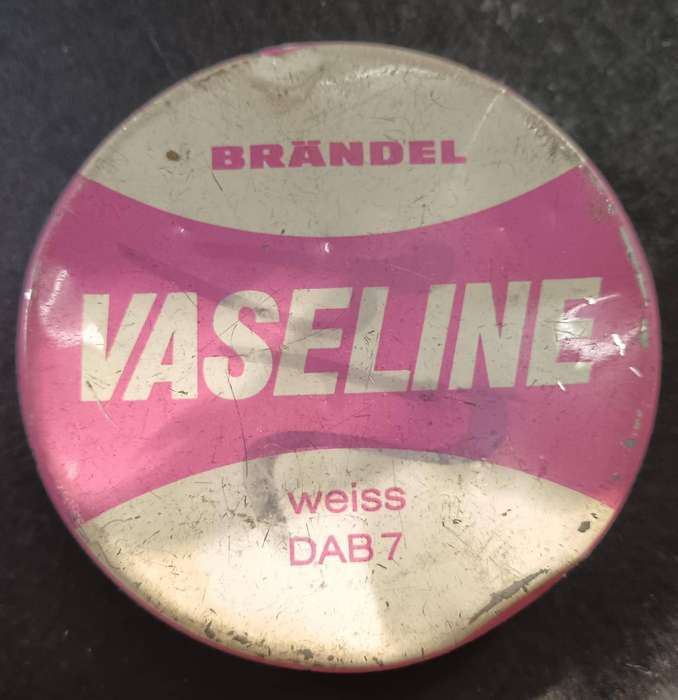 BRÄNDEL
VASELINE
weiss
DAB 7